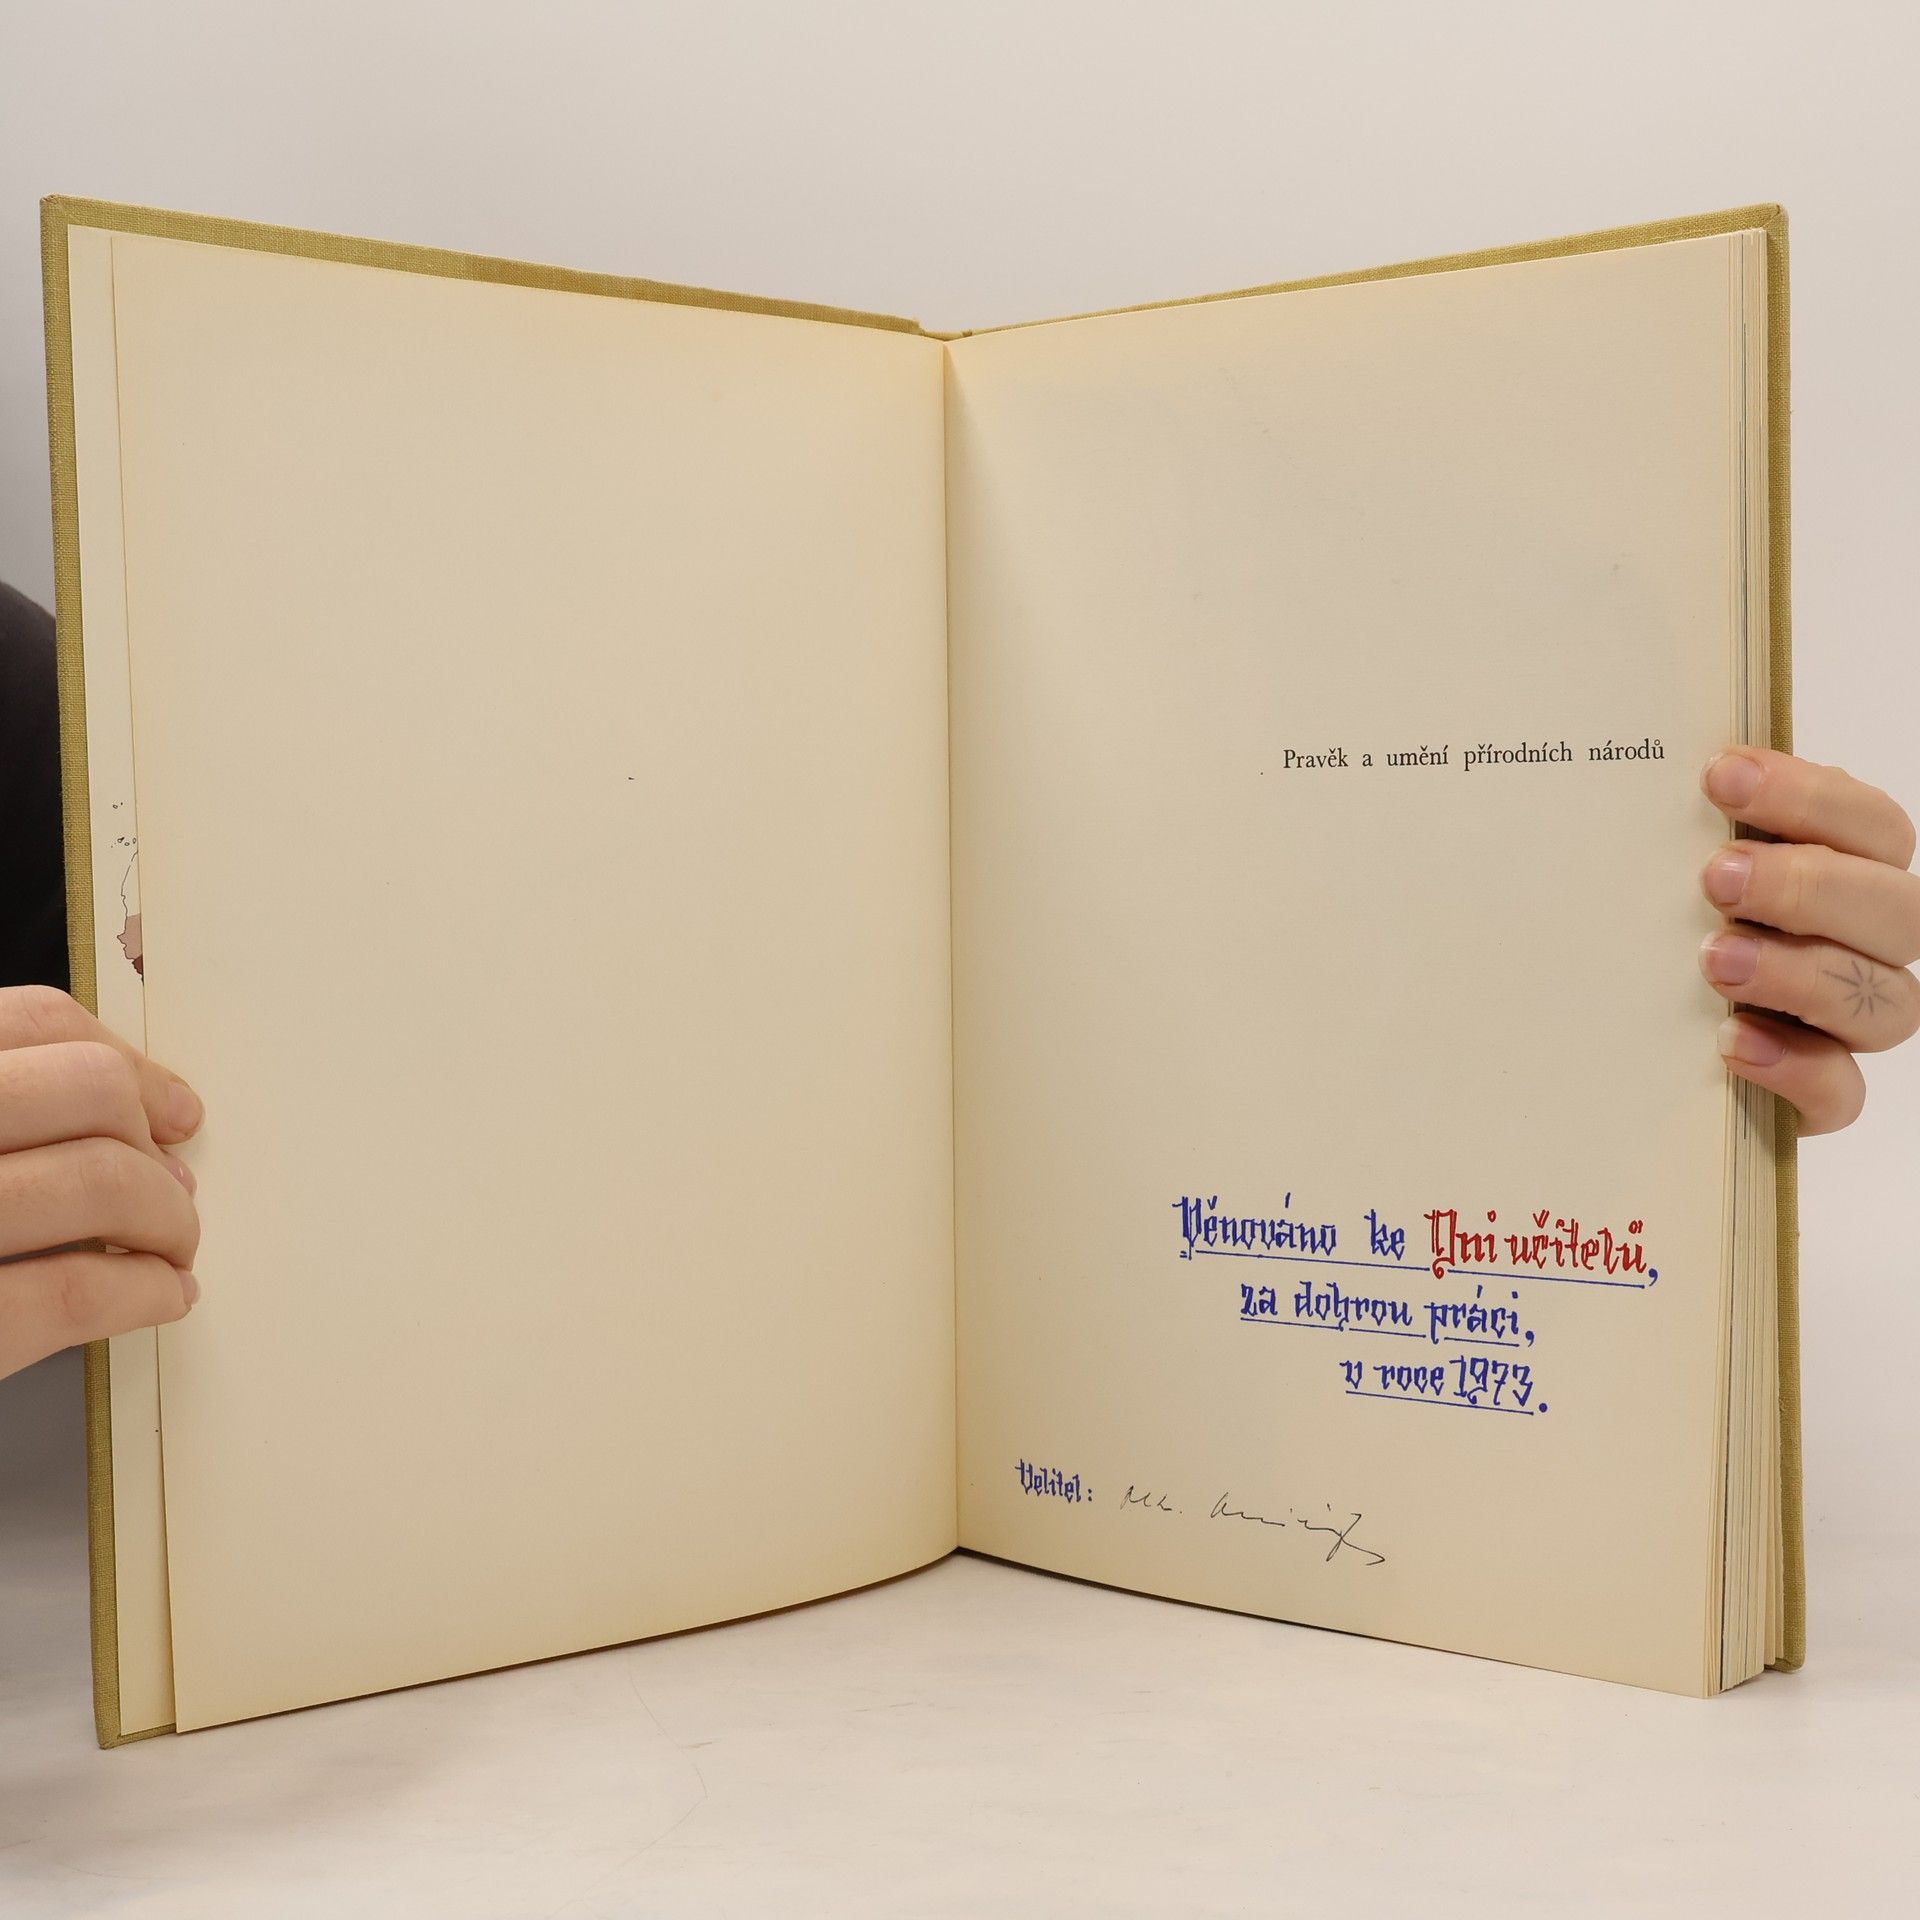 Pravěk a umění přírodních národů
Věnováno ke Dni učitelů,
za dobrou práci,
v roce 1973.
Velitel: